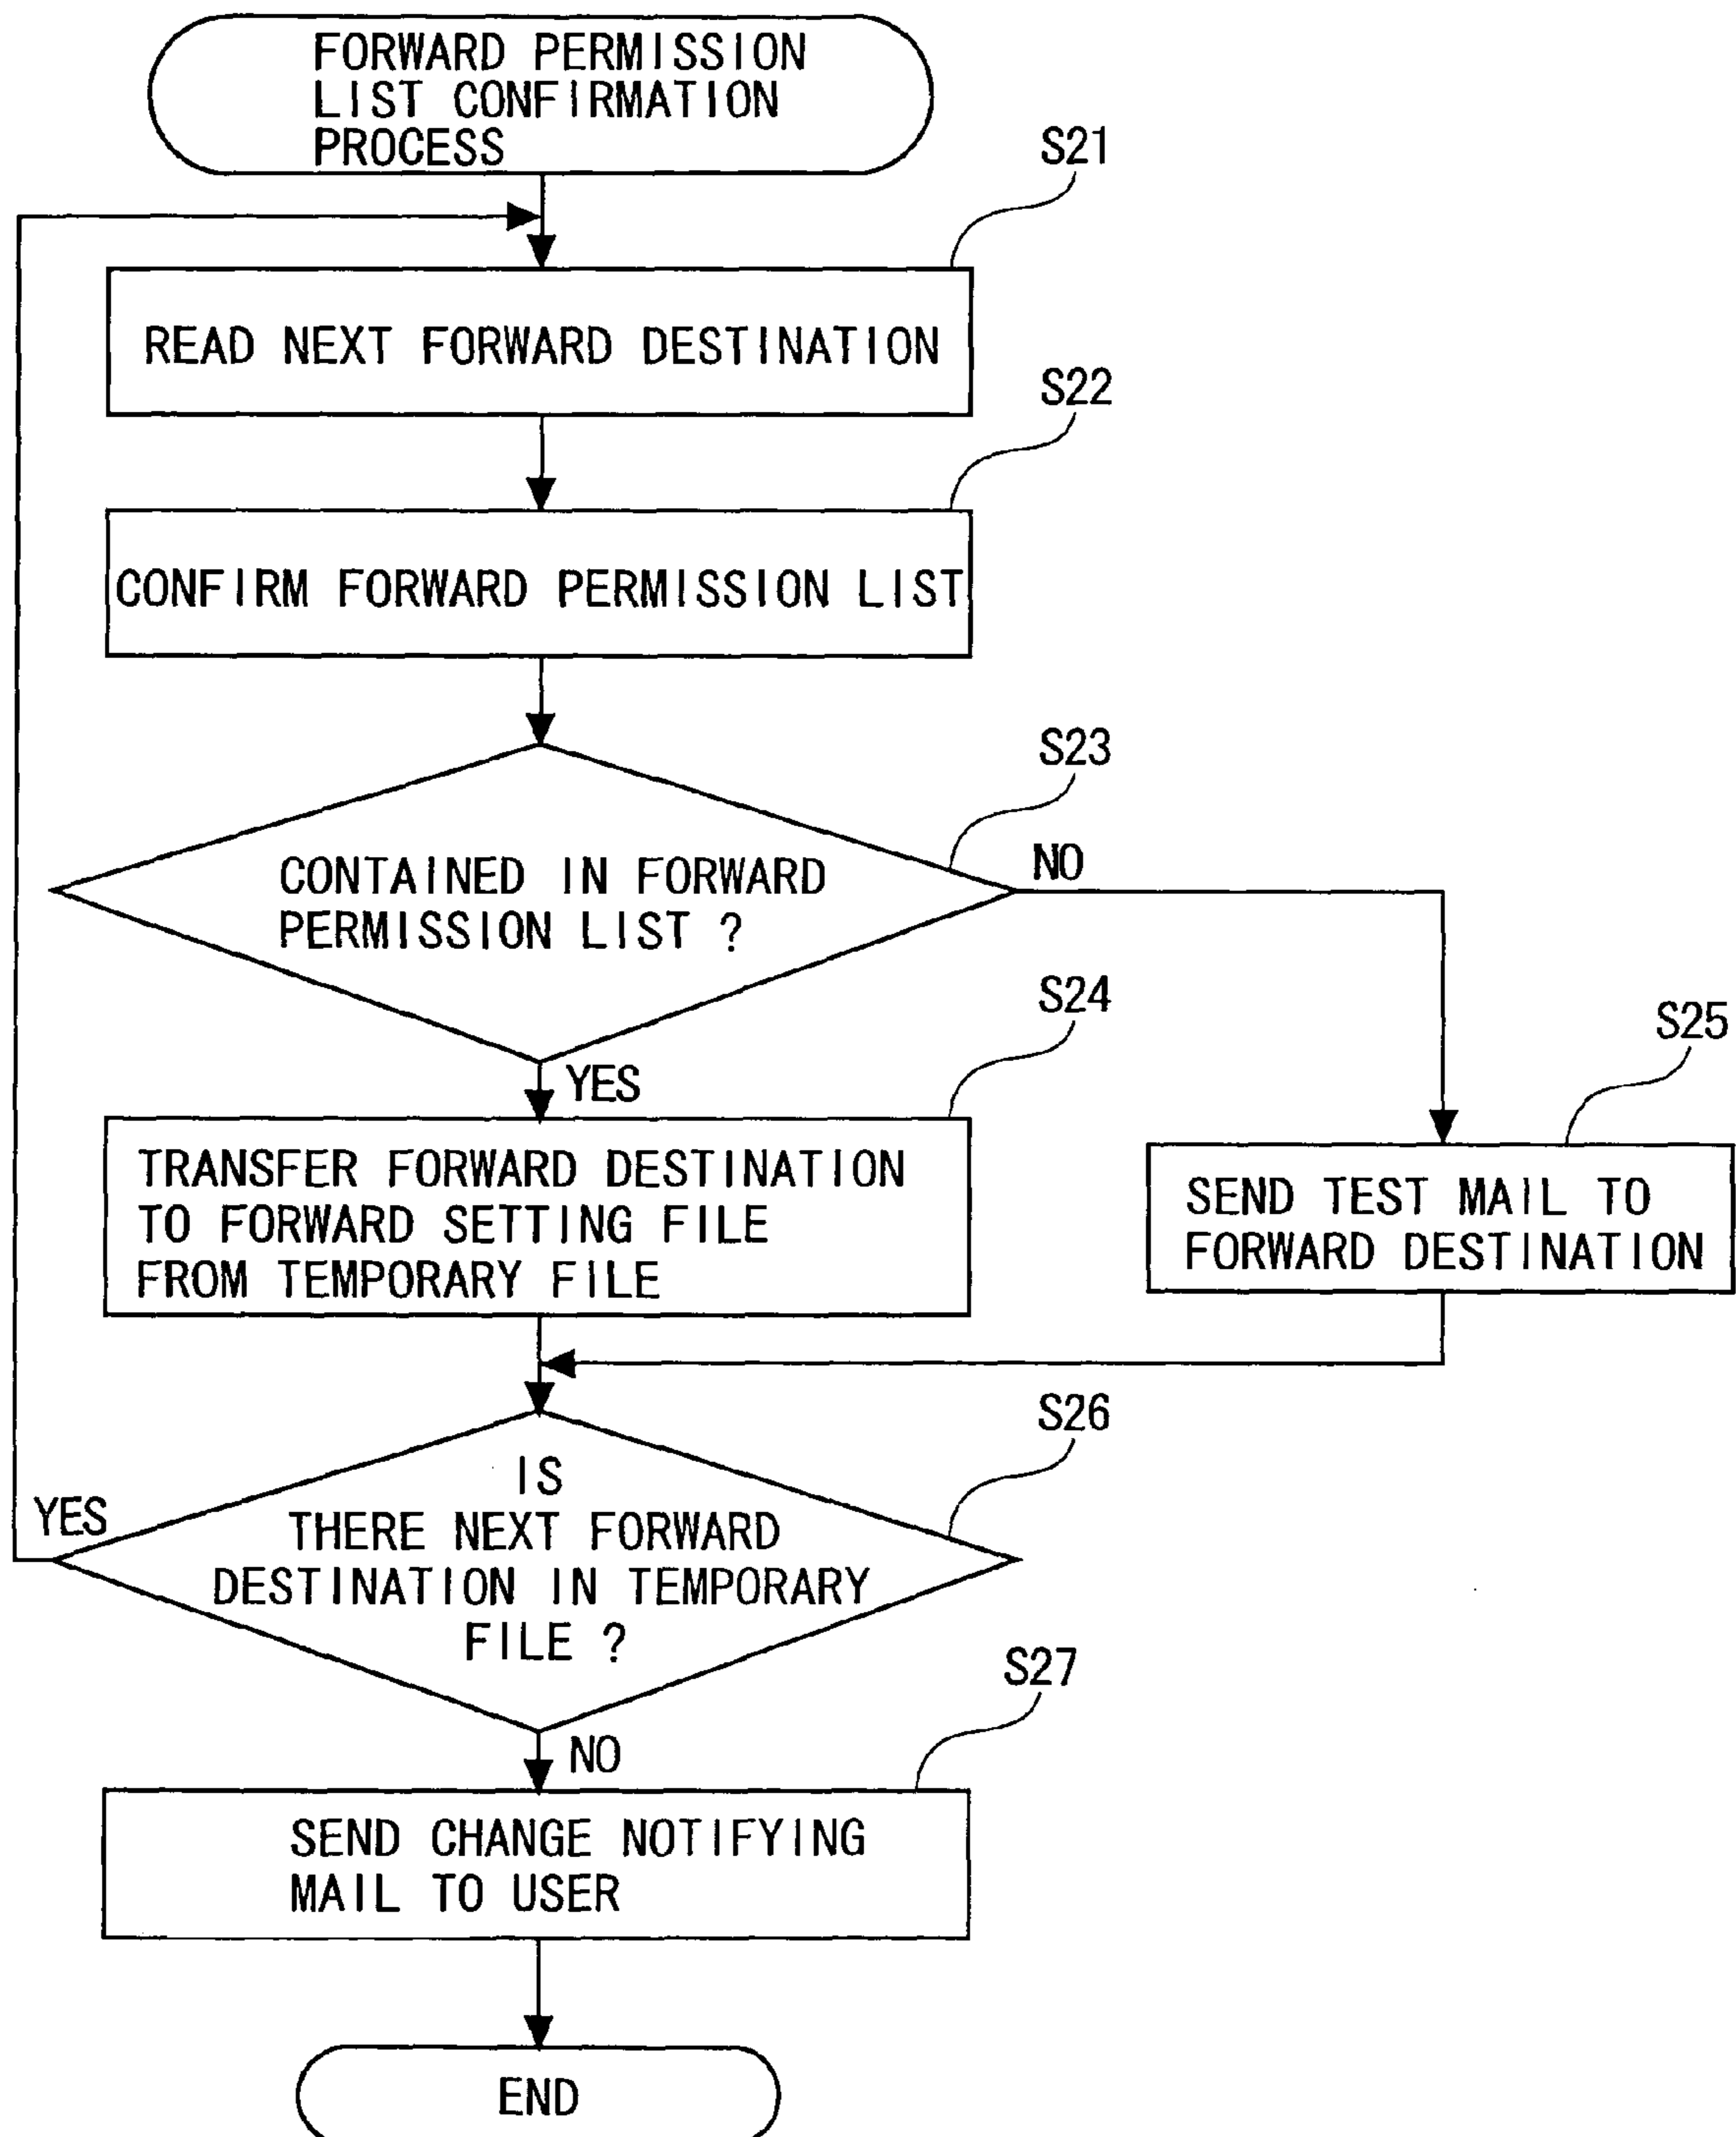 FORWARD PERMISSION
LIST CONFIRMATION
PROCESS
S21
READ NEXT FORWARD DESTINATION
S22
CONFIRM FORWARD PERMISSION LIST
S23
CONTAINED IN FORWARD
PERMISSION LIST ?
NO
YES
S24
TRANSFER FORWARD DESTINATION
TO FORWARD SETTING FILE
FROM TEMPORARY FILE
S25
SEND TEST MAIL TO
FORWARD DESTINATION
S26
IS
THERE NEXT FORWARD
DESTINATION IN TEMPORARY
FILE ?
YES
NO
S27
SEND CHANGE NOTIFYING
MAIL TO USER
END